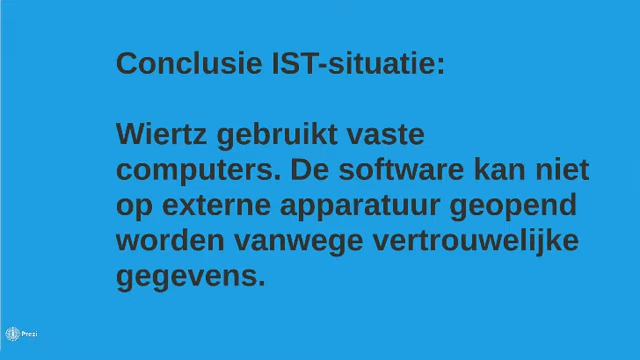 Conclusie IST-situatie:
Wiertz gebruikt vaste
computers. De software kan niet
op externe apparatuur geopend
worden vanwege vertrouwelijke
gegevens.
Prezi